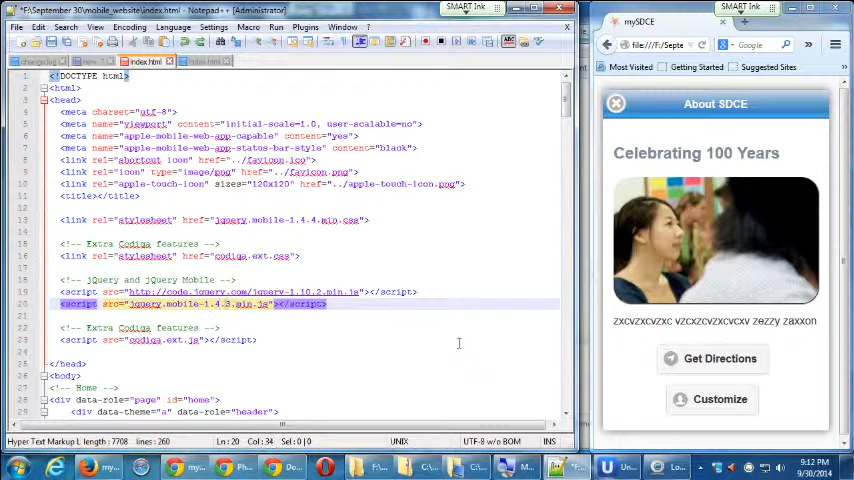 *F:\September 30\mobile_website\index.html - Notepad++ [Administrator]
SMART Ink
File Edit Search View Encoding Language Settings Macro Run Plugins Window ?
X
index.html
1 <!DOCTYPE html>
2 <html>
3 <head>
4 <meta charset="utf-8">
5 <meta name="viewport" content="initial-scale=1.0, user-scalable=no">
6 <meta name="apple-mobile-web-app-capable" content="yes">
7 <meta name="apple-mobile-web-app-status-bar-style" content="black">
8 <link rel="shortcut icon" href="../favicon.ico">
9 <link rel="icon" type="image/png" href="../favicon.png">
10 <link rel="apple-touch-icon" sizes="120x120" href="../apple-touch-icon.png">
11 <title></title>
12
13 <link rel="stylesheet" href="jquery.mobile-1.4.4.min.css">
14
15 <!-- Extra Codiqa features -->
16 <link rel="stylesheet" href="codiqa.ext.css">
17
18 <!-- jQuery and jQuery Mobile -->
19 <script src="http://code.jquery.com/jquery-1.10.2.min.js"></script>
20 <script src="jquery.mobile-1.4.3.min.js"></script>
21
22 <!-- Extra Codiqa features -->
23 <script src="codiqa.ext.js"></script>
24
25 </head>
26 <body>
27 <!-- Home -->
28 <div data-role="page" id="home">
29 <div data-theme="a" data-role="header">
Hyper Text Markup L length : 7708 lines : 260 Ln : 20 Col : 34 Sel : 0 | 0 UNIX UTF-8 w/o BOM INS
SMART Ink
mySDCE
file:///F:/Septe
Google
Most Visited Getting Started Suggested Sites
About SDCE
Celebrating 100 Years
zxcvzxcvzxc vzcxzcvzxcvcxv zezzy zaxxon
Get Directions
Customize
my... my... Ph... Do... F:... C:\... C:\... M... *F:... Un... Lo...
9:12 PM
9/30/2014